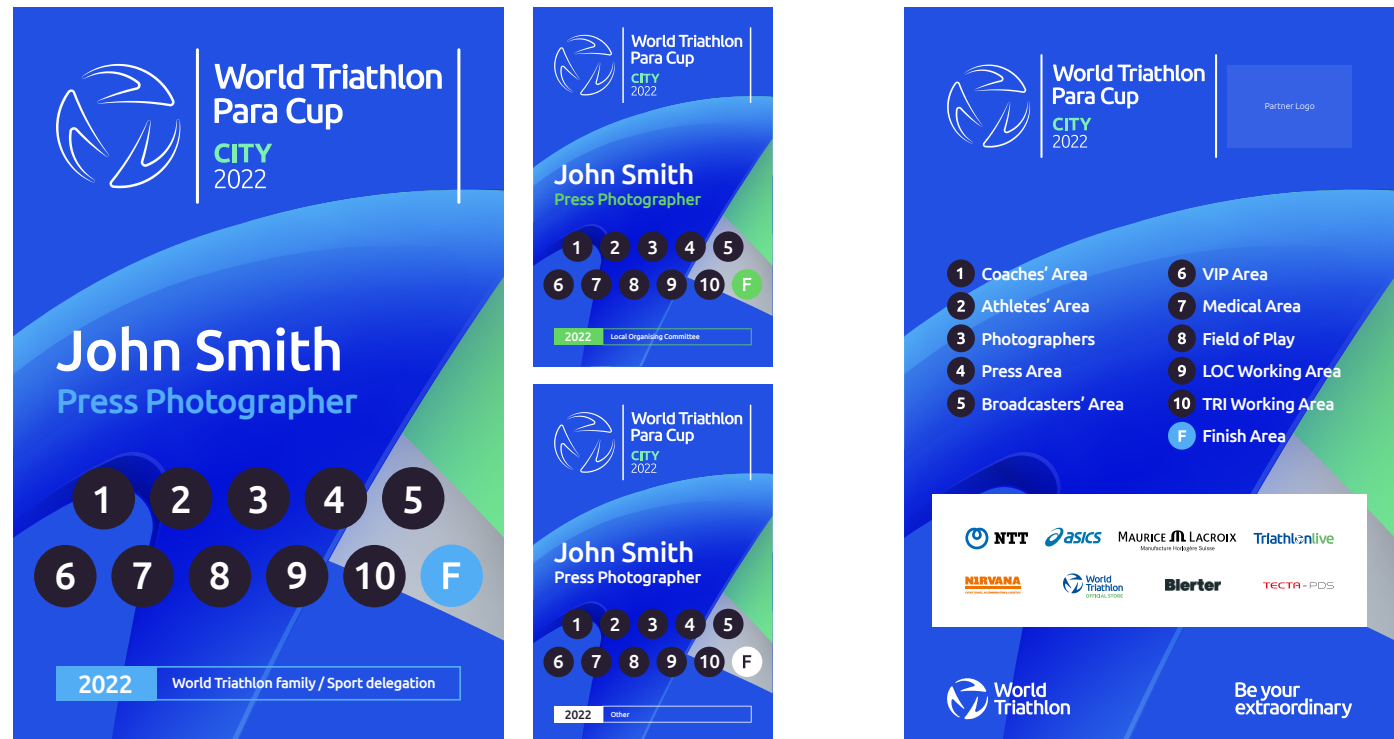 World Triathlon
Para Cup
CITY
2022
John Smith
Press Photographer
1 2 3 4 5
6 7 8 9 10 F
2022 World Triathlon family / Sport delegation
World Triathlon
Para Cup
CITY
2022
John Smith
Press Photographer
1 2 3 4 5
6 7 8 9 10 F
2022 Local Organising Committee
World Triathlon
Para Cup
CITY
2022
John Smith
Press Photographer
1 2 3 4 5
6 7 8 9 10 F
2022 Other
World Triathlon
Para Cup
CITY
2022
Partner Logo
1 Coaches’ Area
2 Athletes’ Area
3 Photographers
4 Press Area
5 Broadcasters’ Area
6 VIP Area
7 Medical Area
8 Field of Play
9 LOC Working Area
10 TRI Working Area
F Finish Area
NTT asics MAURICE LACROIX Triathlonlive
Manufacture Horlogère Suisse
NIRVANA World Triathlon Blerter TECTA-PDS
OFFICIAL STORE
World
Triathlon
Be your
extraordinary